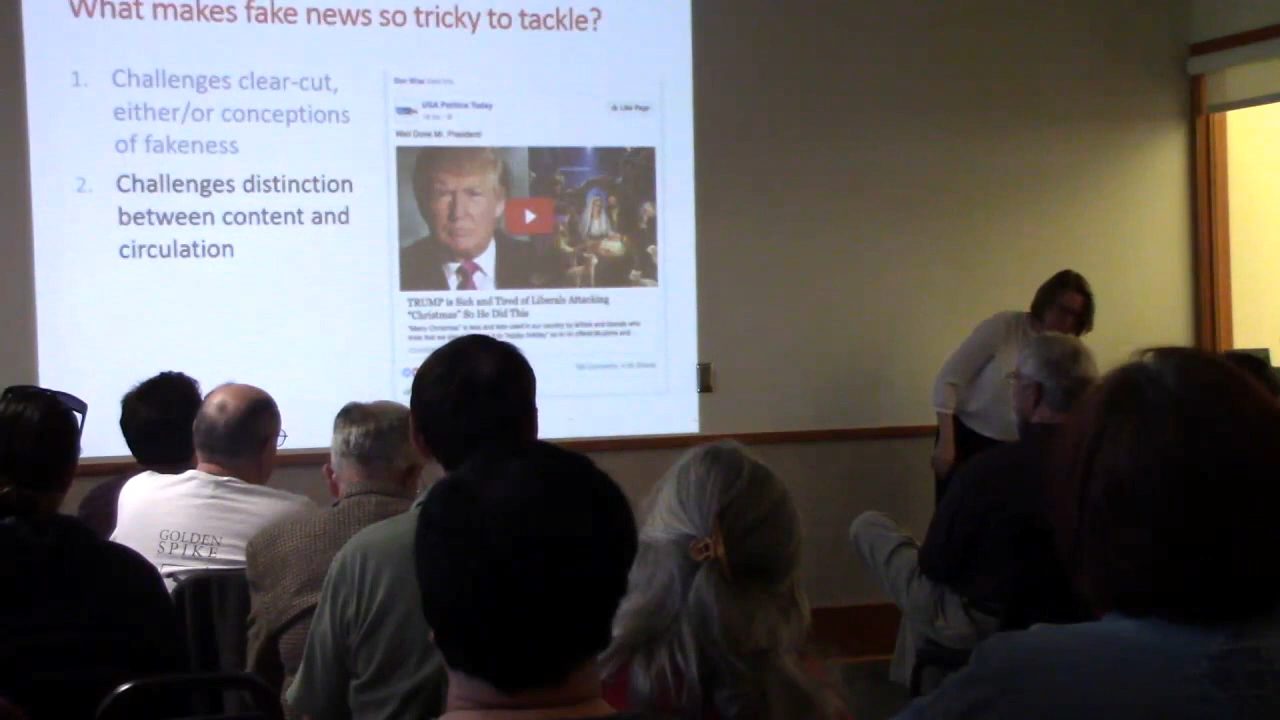 What makes fake news so tricky to tackle?
1. Challenges clear-cut,
either/or conceptions
of fakeness
2. Challenges distinction
between content and
circulation
USA Politics Today
Like Page
Well Done Mr. President!
TRUMP is Sick and Tired of Liberals Attacking
"Christmas" So He Did This
GOLDEN
SPIKE